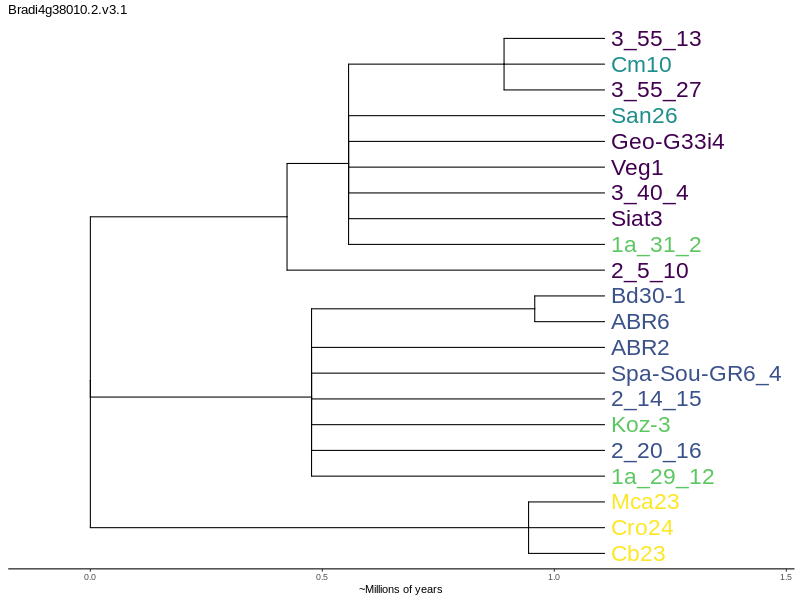 Bradi4g38010.2.v3.1
3_55_13
Cm10
3_55_27
San26
Geo-G33i4
Veg1
3_40_4
Siat3
1a_31_2
2_5_10
Bd30-1
ABR6
ABR2
Spa-Sou-GR6_4
2_14_15
Koz-3
2_20_16
1a_29_12
Mca23
Cro24
Cb23
0.0 0.5 1.0 1.5
~Millions of years